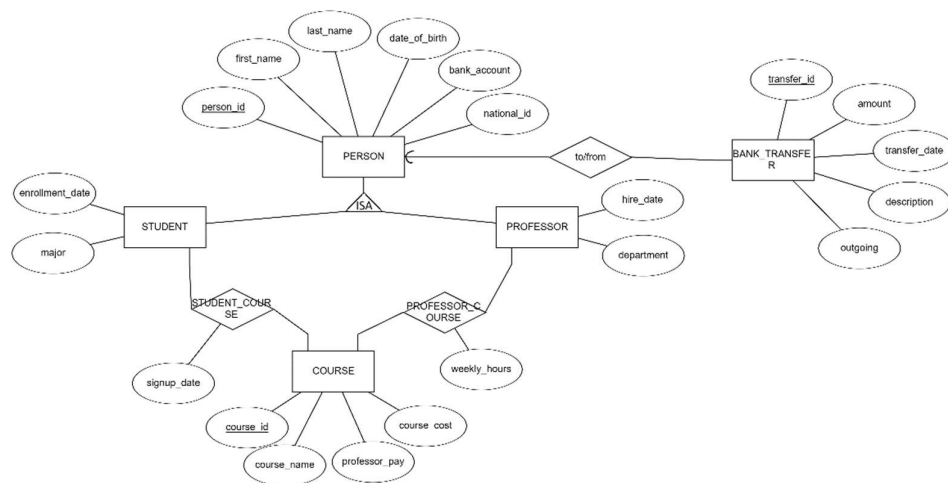 last_name
date_of_birth
first_name
bank_account
person_id
national_id
transfer_id
amount
PERSON
to/from
BANK_TRANSFE
R
transfer_date
description
outgoing
enrollment_date
ISA
hire_date
STUDENT
PROFESSOR
major
department
STUDENT_COUR
SE
PROFESSOR_C
OURSE
signup_date
COURSE
weekly_hours
course_id
course_cost
course_name
professor_pay